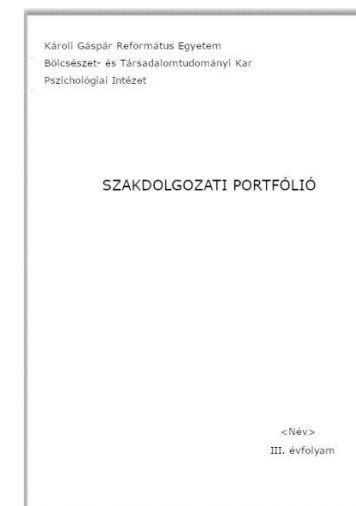 Károli Gáspár Református Egyetem
Bölcsészet- és Társadalomtudományi Kar
Pszichológiai Intézet
SZAKDOLGOZATI PORTFÓLIÓ
<Név>
III. évfolyam